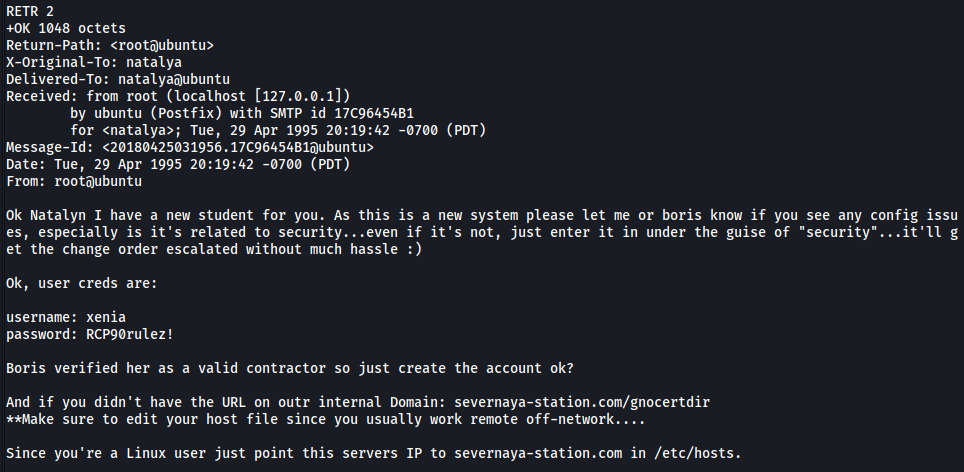 RETR 2
+OK 1048 octets
Return-Path: <root@ubuntu>
X-Original-To: natalya
Delivered-To: natalya@ubuntu
Received: from root (localhost [127.0.0.1])
        by ubuntu (Postfix) with SMTP id 17C96454B1
        for <natalya>; Tue, 29 Apr 1995 20:19:42 -0700 (PDT)
Message-Id: <20180425031956.17C96454B1@ubuntu>
Date: Tue, 29 Apr 1995 20:19:42 -0700 (PDT)
From: root@ubuntu

Ok Natalyn I have a new student for you. As this is a new system please let me or boris know if you see any config issu
es, especially is it's related to security...even if it's not, just enter it in under the guise of "security"...it'll g
et the change order escalated without much hassle :)

Ok, user creds are:

username: xenia
password: RCP90rulez!

Boris verified her as a valid contractor so just create the account ok?

And if you didn't have the URL on outr internal Domain: severnaya-station.com/gnocertdir
**Make sure to edit your host file since you usually work remote off-network....

Since you're a Linux user just point this servers IP to severnaya-station.com in /etc/hosts.